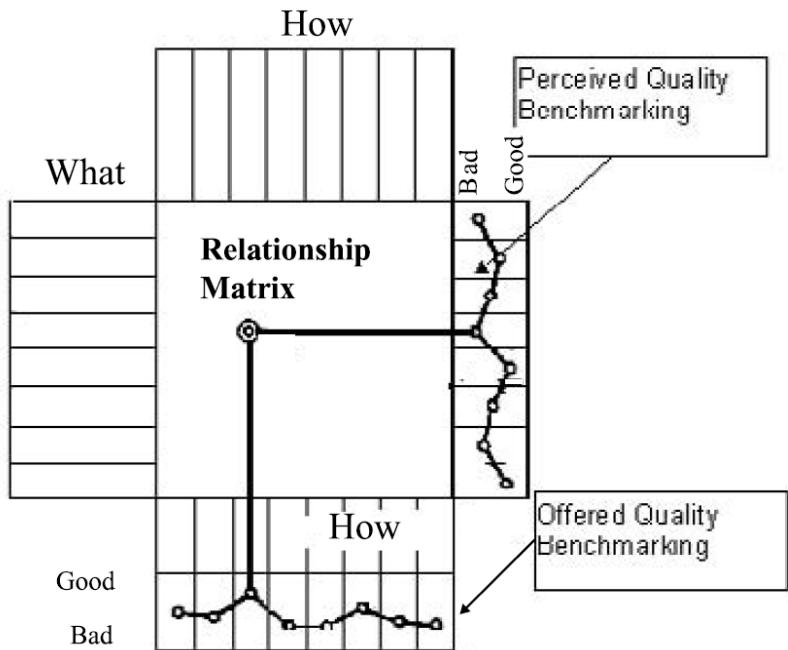 How
Perceived Quality
Benchmarking
What
Bad
Good
Relationship
Matrix
How
Offered Quality
Benchmarking
Good
Bad